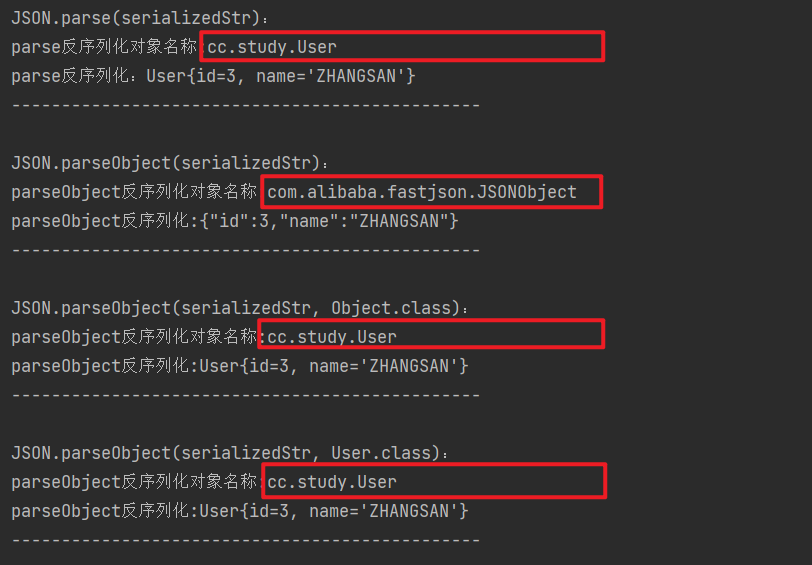 JSON.parse(serializedStr)：
parse反序列化对象名称:cc.study.User
parse反序列化：User{id=3, name='ZHANGSAN'}
---------------------------------------------
JSON.parseObject(serializedStr)：
parseObject反序列化对象名称:com.alibaba.fastjson.JSONObject
parseObject反序列化:{"id":3,"name":"ZHANGSAN"}
---------------------------------------------
JSON.parseObject(serializedStr, Object.class)：
parseObject反序列化对象名称:cc.study.User
parseObject反序列化:User{id=3, name='ZHANGSAN'}
---------------------------------------------
JSON.parseObject(serializedStr, User.class)：
parseObject反序列化对象名称:cc.study.User
parseObject反序列化:User{id=3, name='ZHANGSAN'}
---------------------------------------------